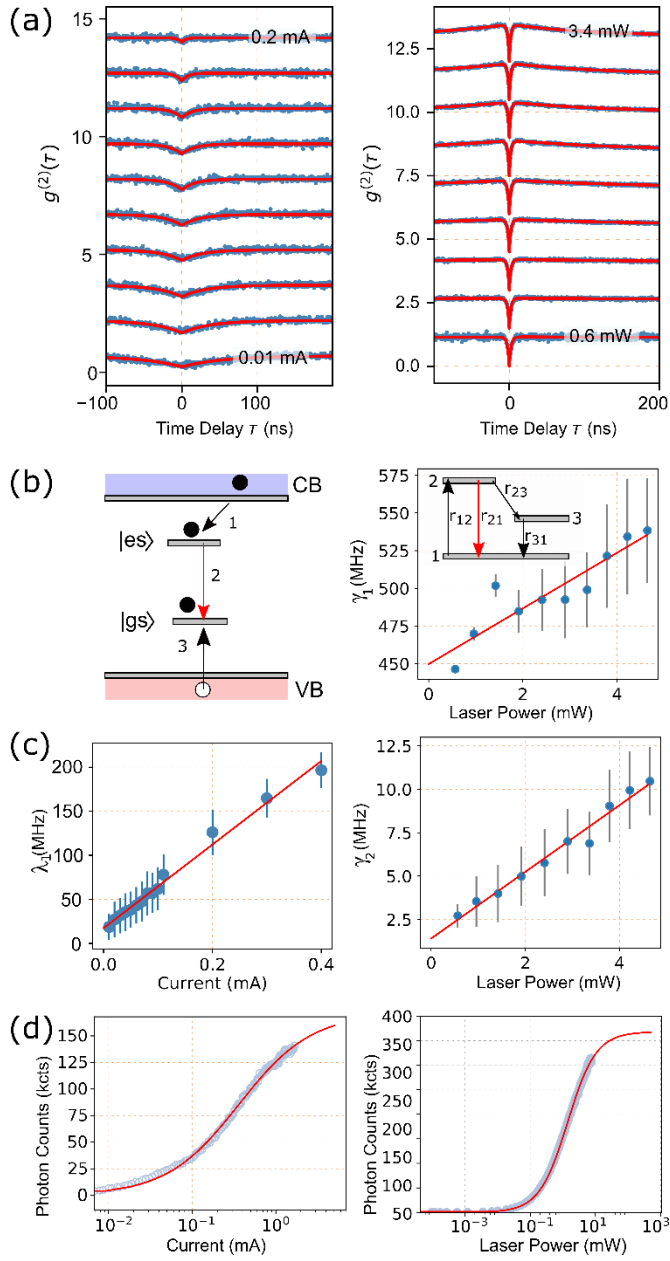 (a)
15
10
5
0
g(2)(τ)
0.2 mA
0.01 mA
−100
0
100
Time Delay τ (ns)
12.5
10.0
7.5
5.0
2.5
0.0
g(2)(τ)
3.4 mW
0.6 mW
0
200
Time Delay τ (ns)
(b)
CB
1
|es⟩
2
|gs⟩
3
VB
575
550
525
500
475
450
γ1(MHz)
2
r23
r12
r21
3
r31
1
0
2
4
Laser Power (mW)
(c)
200
150
100
50
0
λ1(MHz)
0.0
0.2
0.4
Current (mA)
12.5
10.0
7.5
5.0
2.5
γ2(MHz)
0
2
4
Laser Power (mW)
(d)
150
125
100
75
50
25
0
Photon Counts (kcts)
10−2
10−1
100
Current (mA)
400
350
300
250
200
150
100
50
Photon Counts (kcts)
10−3
10−1
101
103
Laser Power (mW)